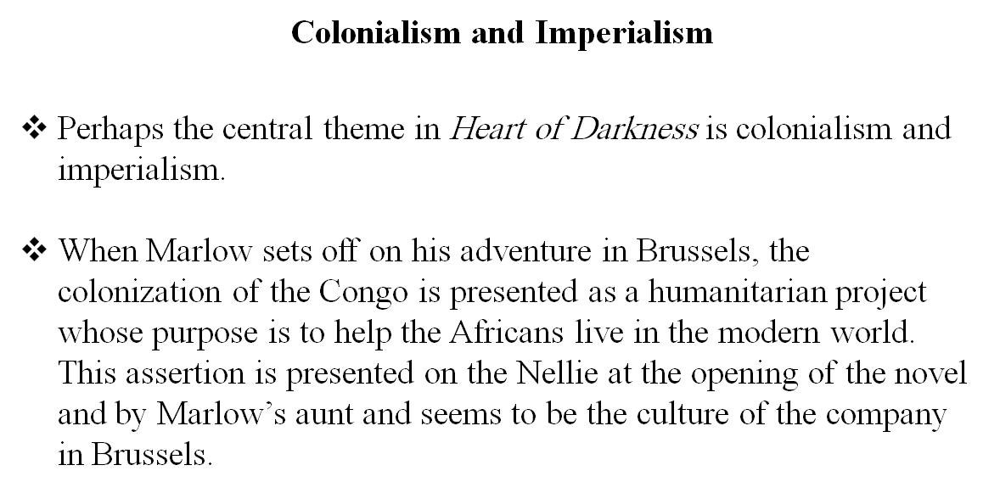 Colonialism and Imperialism
❖ Perhaps the central theme in Heart of Darkness is colonialism and
imperialism.
❖ When Marlow sets off on his adventure in Brussels, the
colonization of the Congo is presented as a humanitarian project
whose purpose is to help the Africans live in the modern world.
This assertion is presented on the Nellie at the opening of the novel
and by Marlow’s aunt and seems to be the culture of the company
in Brussels.